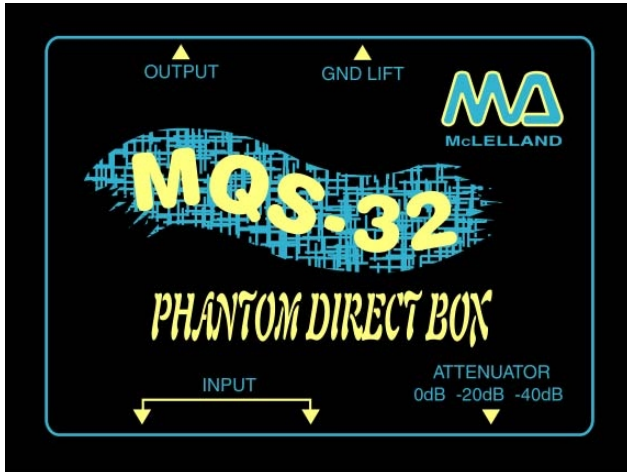 OUTPUT
GND LIFT
McLELLAND
MQS-32
PHANTOM DIRECT BOX
INPUT
ATTENUATOR
0dB -20dB -40dB